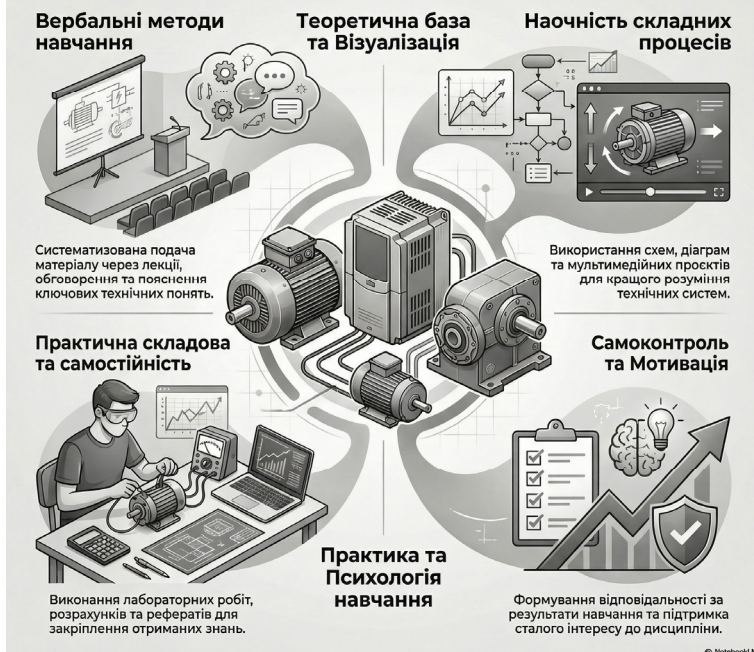 Вербальні методи
навчання
Теоретична база
та Візуалізація
Наочність складних
процесів
Систематизована подача
матеріалу через лекції,
обговорення та пояснення
ключових технічних понять.
Використання схем, діаграм
та мультимедійних проєктів
для кращого розуміння
технічних систем.
Практична складова
та самостійність
Самоконтроль
та Мотивація
Практика та
Психологія
навчання
Виконання лабораторних робіт,
розрахунків та рефератів для
закріплення отриманих знань.
Формування відповідальності за
результати навчання та підтримка
сталого інтересу до дисципліни.